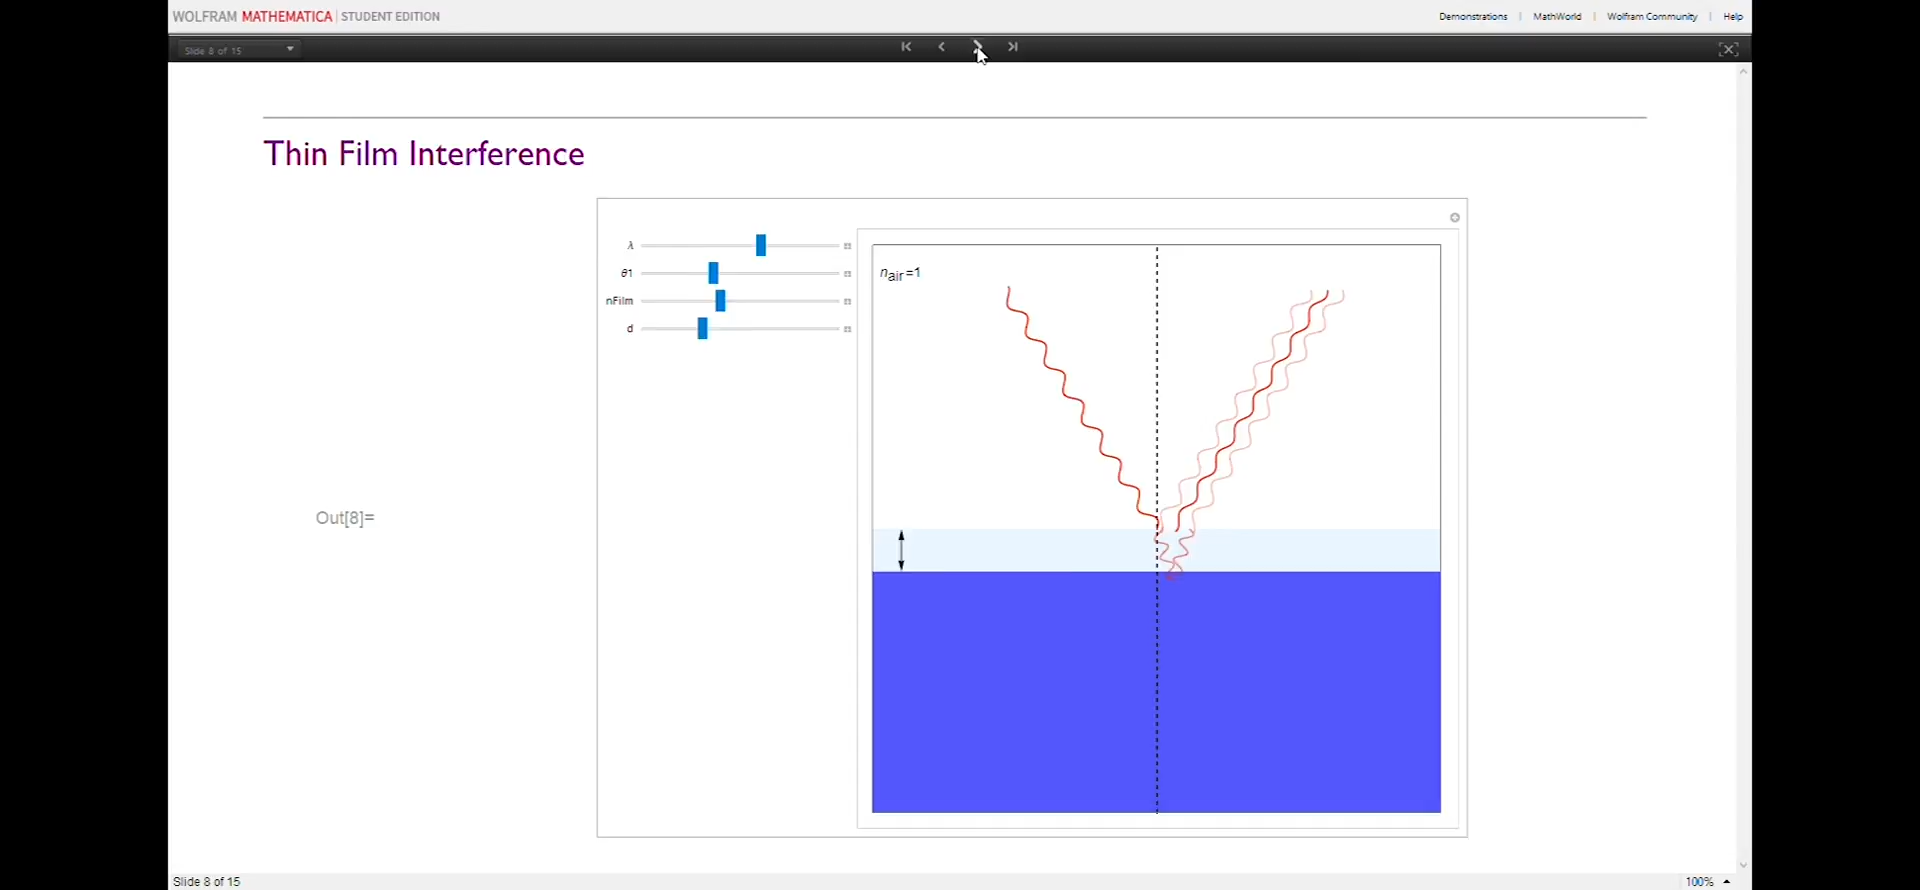 WOLFRAM MATHEMATICA | STUDENT EDITION
Demonstrations | MathWorld | Wolfram Community | Help
Slide 8 of 15
Thin Film Interference
λ
θ1
nFilm
d
nair=1
Out[8]=
Slide 8 of 15
100%